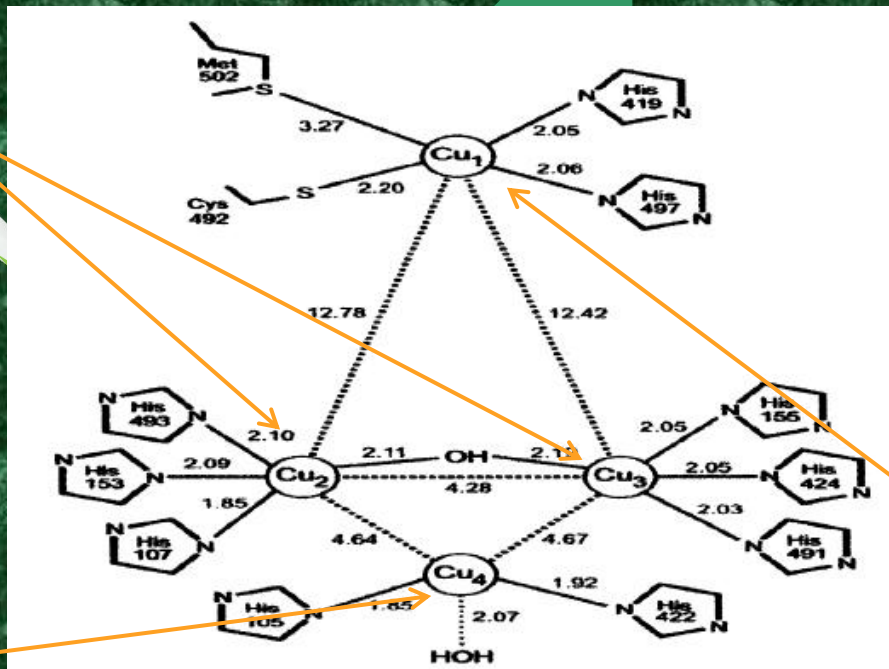 Met
502
S
His
419
N
N
3.27
2.05
Cu1
2.06
Cys
492
S
2.20
N
His
497
N
12.78
12.42
N
His
493
N
2.10
2.05
N
His
155
N
N
His
153
N
2.09
2.11
OH
Cu2
4.28
Cu3
2.05
N
His
424
N
1.85
N
His
107
N
4.64
4.67
2.03
N
His
491
N
Cu4
N
His
105
N
1.85
2.07
1.92
N
His
422
N
HOH